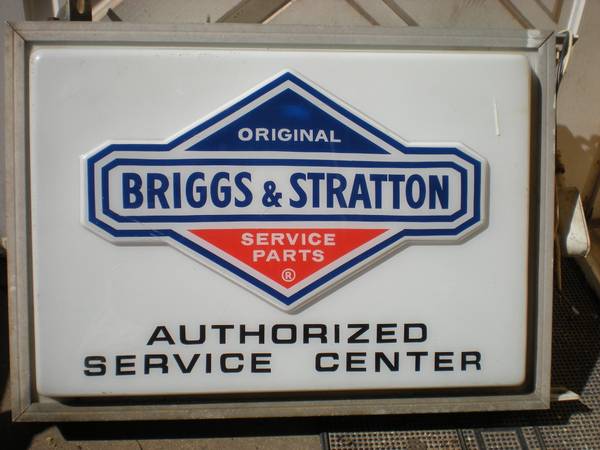 ORIGINAL
BRIGGS & STRATTON
SERVICE
PARTS
®
AUTHORIZED
SERVICE CENTER